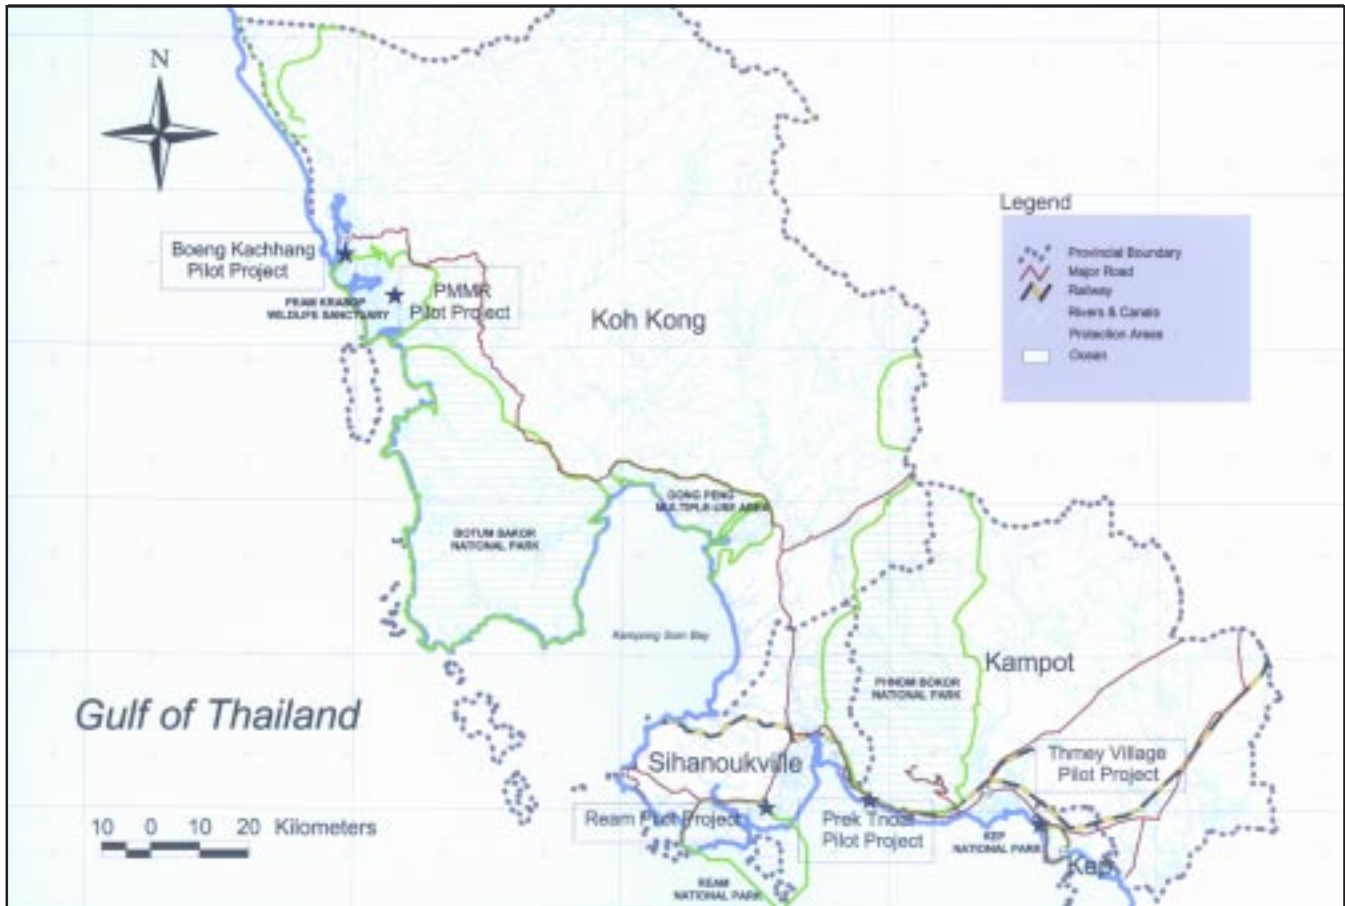 N
Legend
Provincial Boundary
Major Road
Railway
Rivers & Canals
Protection Areas
Ocean
Boeng Kachhang
Pilot Project
PMMR
Pilot Project
PEAM KRASOP
WILDLIFE SANCTUARY
Koh Kong
DONG PENG
MULTIPLE-USE AREA
BOTUM SAKOR
NATIONAL PARK
Kampong Som Bay
Kampot
PHNOM BOKOR
NATIONAL PARK
Gulf of Thailand
Thmey Village
Pilot Project
Sihanoukville
Ream Pilot Project
Prek Tnoat
Pilot Project
10 0 10 20 Kilometers
KEP
NATIONAL PARK
Kep
REAM
NATIONAL PARK